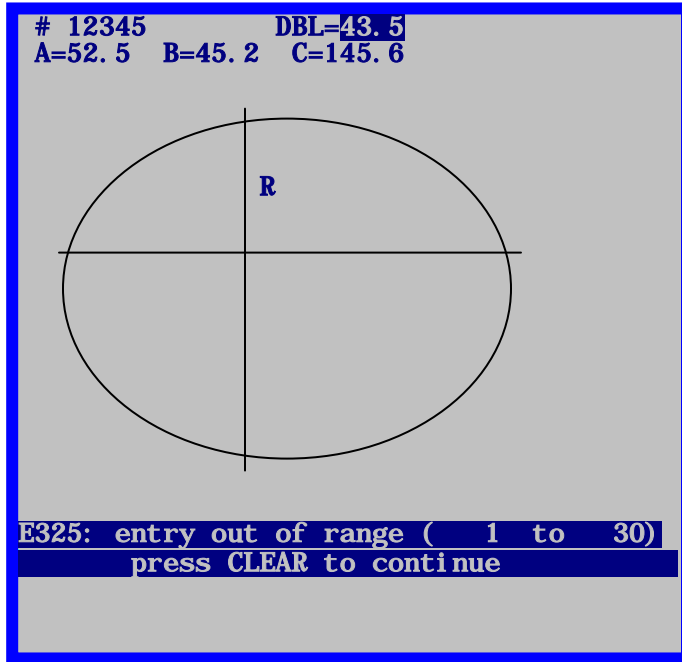 # 12345 DBL=43.5
A=52.5 B=45.2 C=145.6
R
E325: entry out of range ( 1 to 30)
press CLEAR to continue